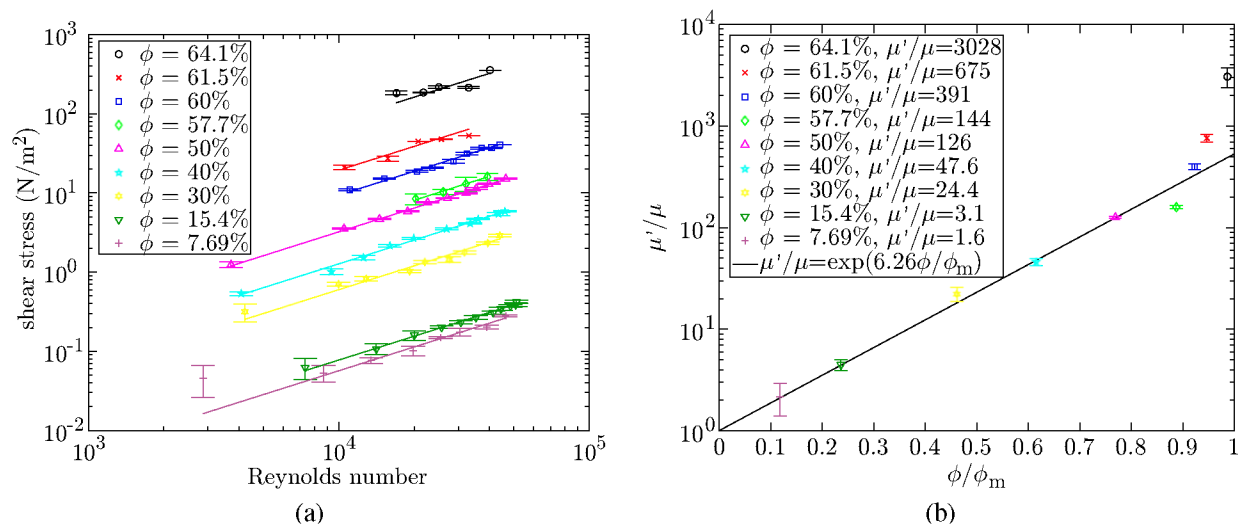 10^3
10^2
10^1
10^0
10^-1
10^-2
shear stress (N/m^2)
ϕ = 64.1%
ϕ = 61.5%
ϕ = 60%
ϕ = 57.7%
ϕ = 50%
ϕ = 40%
ϕ = 30%
ϕ = 15.4%
ϕ = 7.69%
10^3 10^4 10^5
Reynolds number
(a)
10^4
10^3
10^2
10^1
10^0
μ'/μ
ϕ = 64.1%, μ'/μ=3028
ϕ = 61.5%, μ'/μ=675
ϕ = 60%, μ'/μ=391
ϕ = 57.7%, μ'/μ=144
ϕ = 50%, μ'/μ=126
ϕ = 40%, μ'/μ=47.6
ϕ = 30%, μ'/μ=24.4
ϕ = 15.4%, μ'/μ=3.1
ϕ = 7.69%, μ'/μ=1.6
μ'/μ=exp(6.26ϕ/ϕ_m)
0 0.1 0.2 0.3 0.4 0.5 0.6 0.7 0.8 0.9 1
ϕ/ϕ_m
(b)